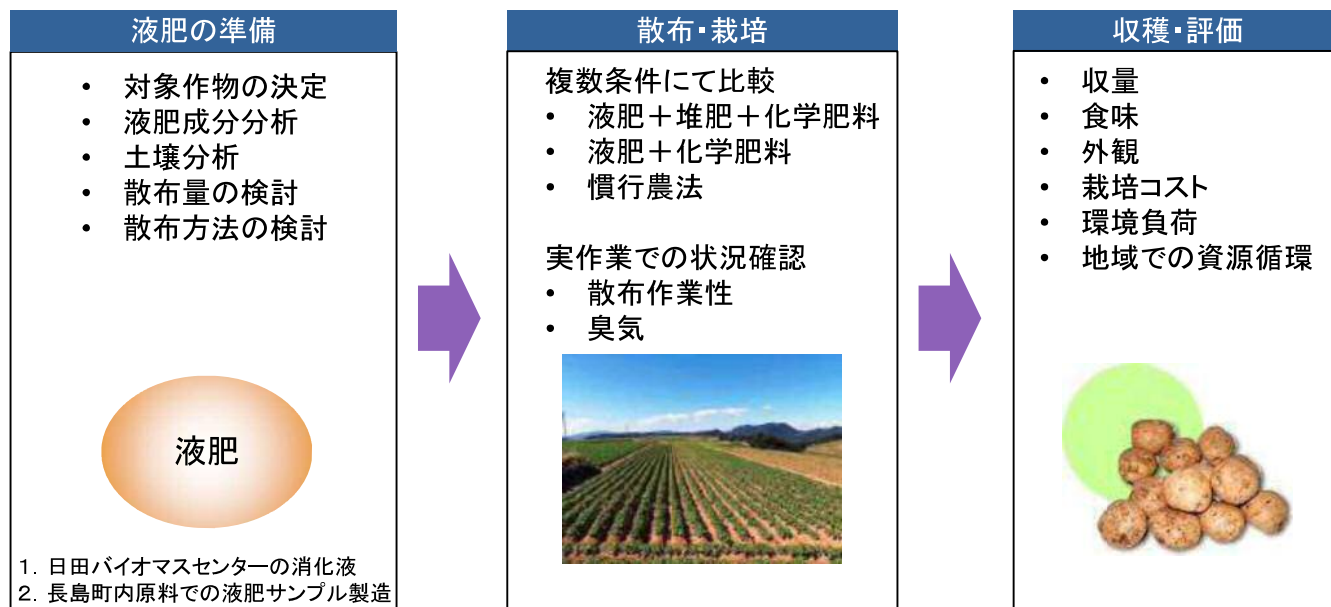 液肥の準備
• 対象作物の決定
• 液肥成分分析
• 土壌分析
• 散布量の検討
• 散布方法の検討
液肥
1. 日田バイオマスセンターの消化液
2. 長島町内原料での液肥サンプル製造
散布・栽培
複数条件にて比較
• 液肥＋堆肥＋化学肥料
• 液肥＋化学肥料
• 慣行農法
実作業での状況確認
• 散布作業性
• 臭気
収穫・評価
• 収量
• 食味
• 外観
• 栽培コスト
• 環境負荷
• 地域での資源循環